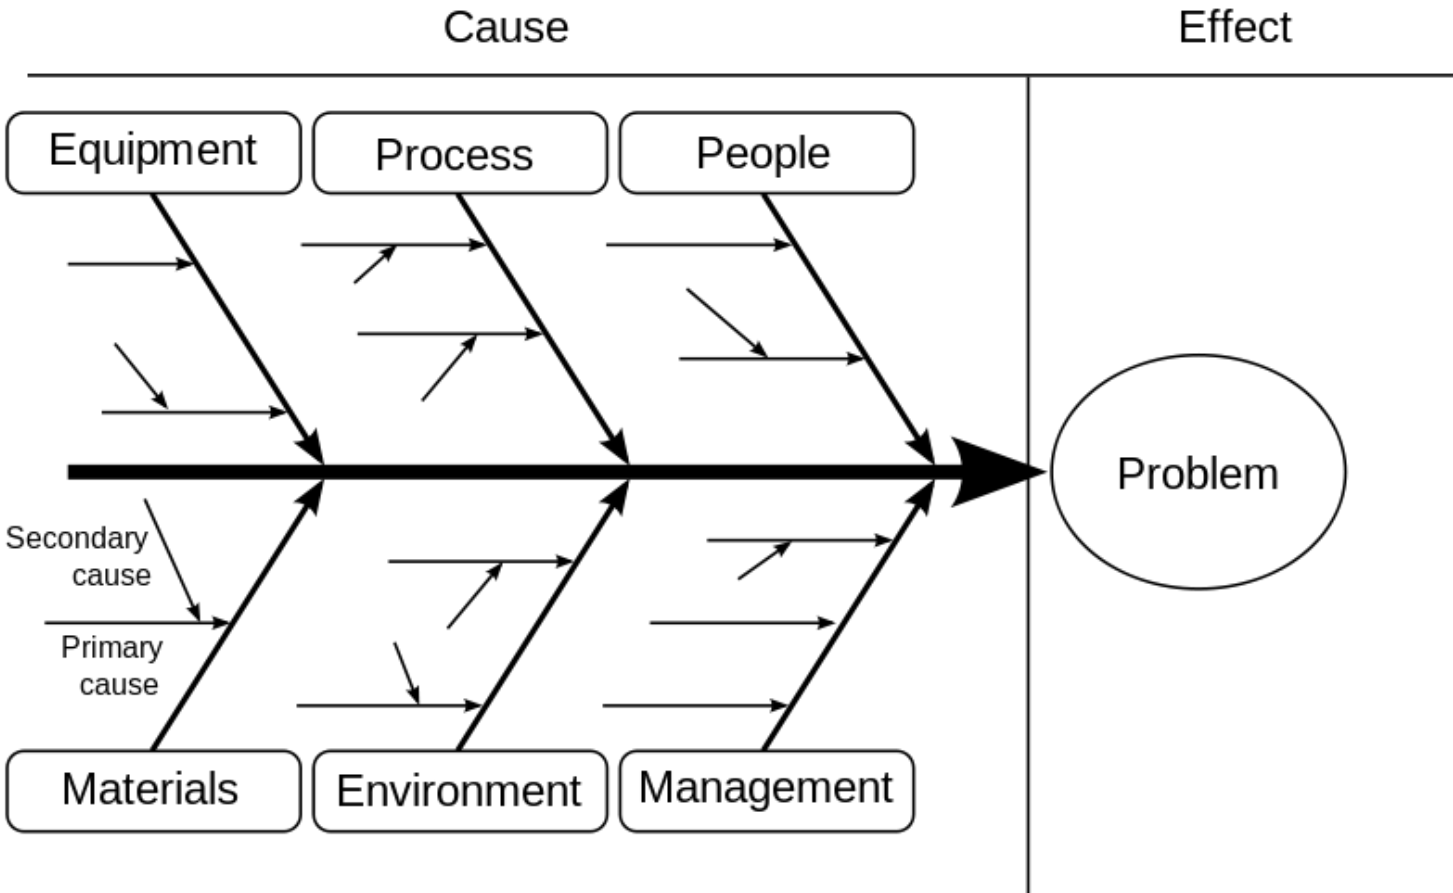 Cause
Effect
Equipment
Process
People
Problem
Secondary
cause
Primary
cause
Materials
Environment
Management